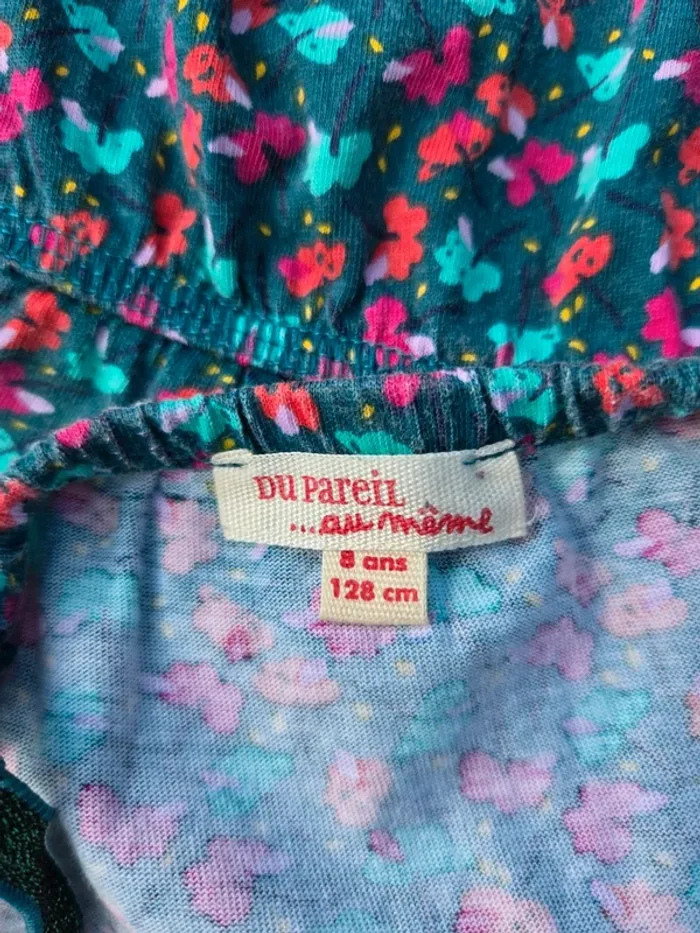 DU PAREIL
...au même
8 ans
128 cm